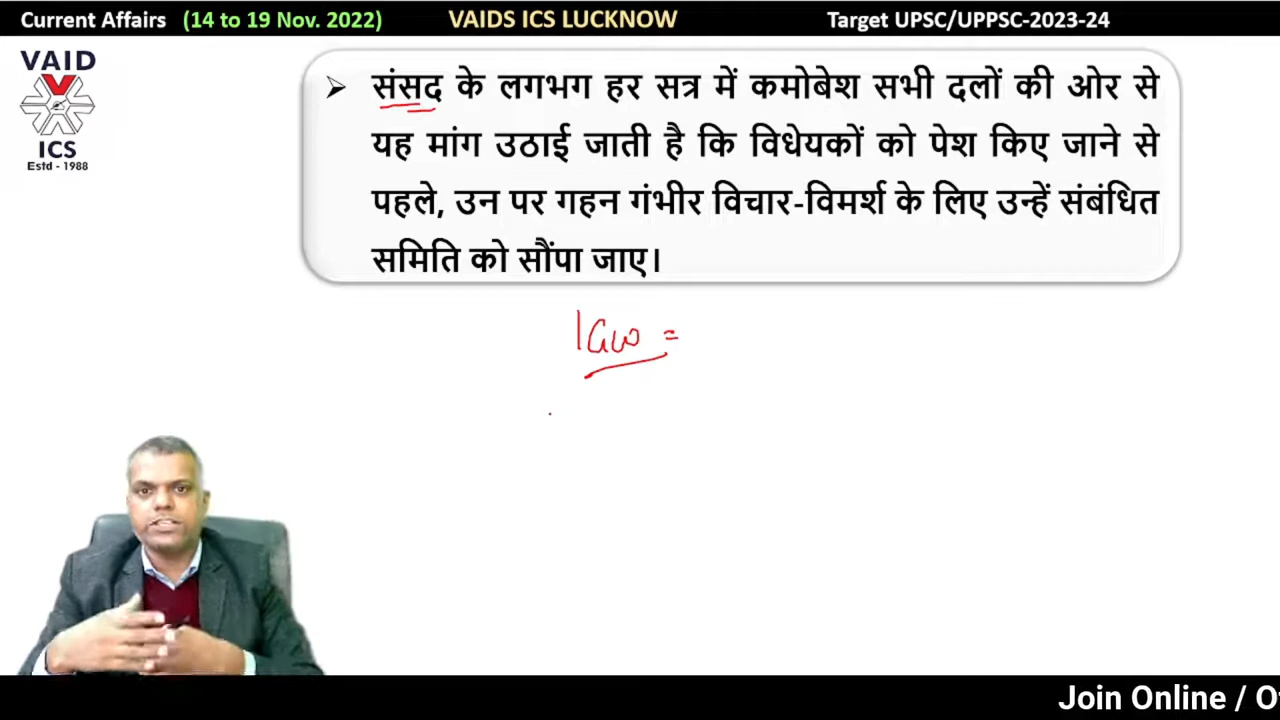 Current Affairs (14 to 19 Nov. 2022) VAIDS ICS LUCKNOW Target UPSC/UPPSC-2023-24
VAID
ICS
Estd - 1988
➢ संसद के लगभग हर सत्र में कमोबेश सभी दलों की ओर से
यह मांग उठाई जाती है कि विधेयकों को पेश किए जाने से
पहले, उन पर गहन गंभीर विचार-विमर्श के लिए उन्हें संबंधित
समिति को सौंपा जाए।
Join Online / O